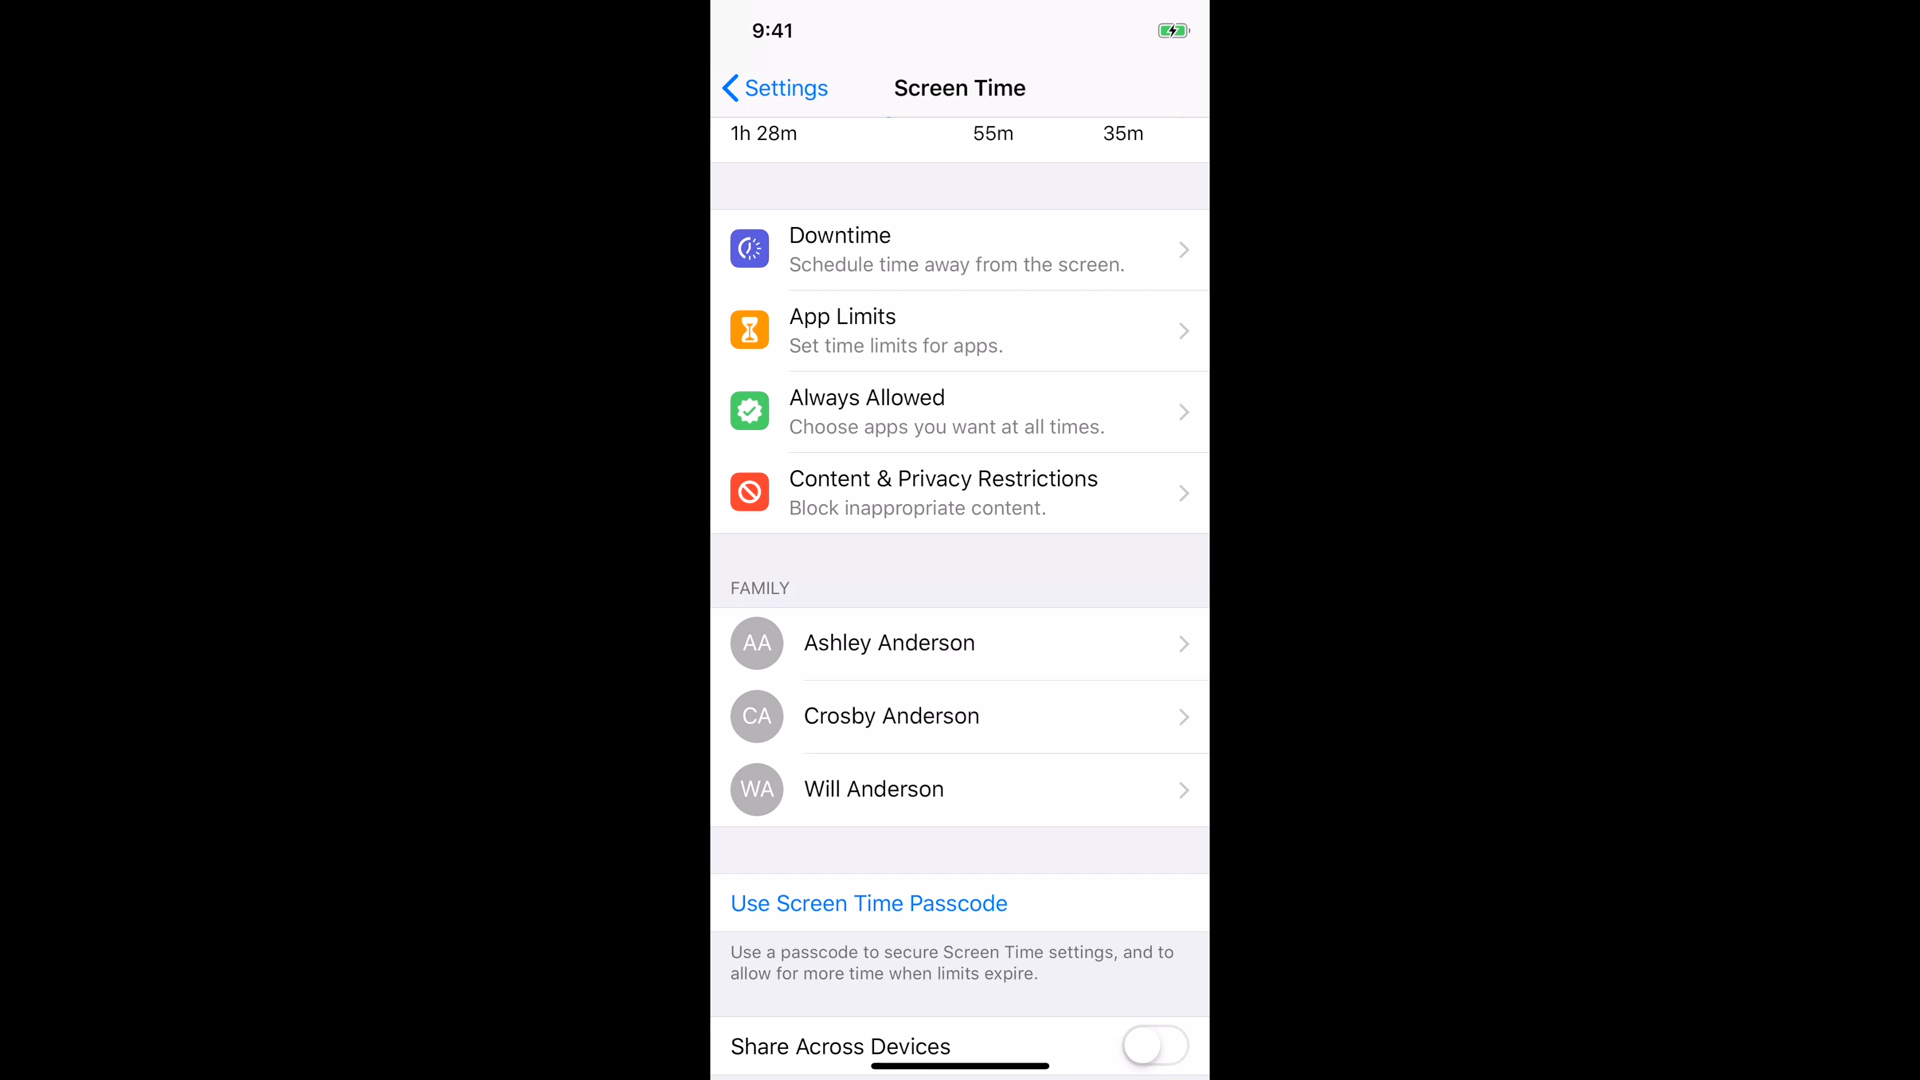 9:41
Settings
Screen Time
1h 28m 55m 35m
Downtime
Schedule time away from the screen.
App Limits
Set time limits for apps.
Always Allowed
Choose apps you want at all times.
Content & Privacy Restrictions
Block inappropriate content.
FAMILY
AA Ashley Anderson
CA Crosby Anderson
WA Will Anderson
Use Screen Time Passcode
Use a passcode to secure Screen Time settings, and to
allow for more time when limits expire.
Share Across Devices